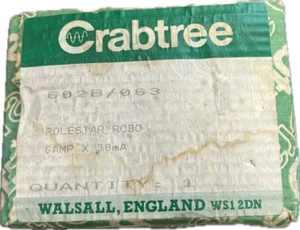 Crabtree
602B/063
POLESTAR RCBO
6AMP X 30mA
QUANTITY: 1
WALSALL, ENGLAND WS1 2DN